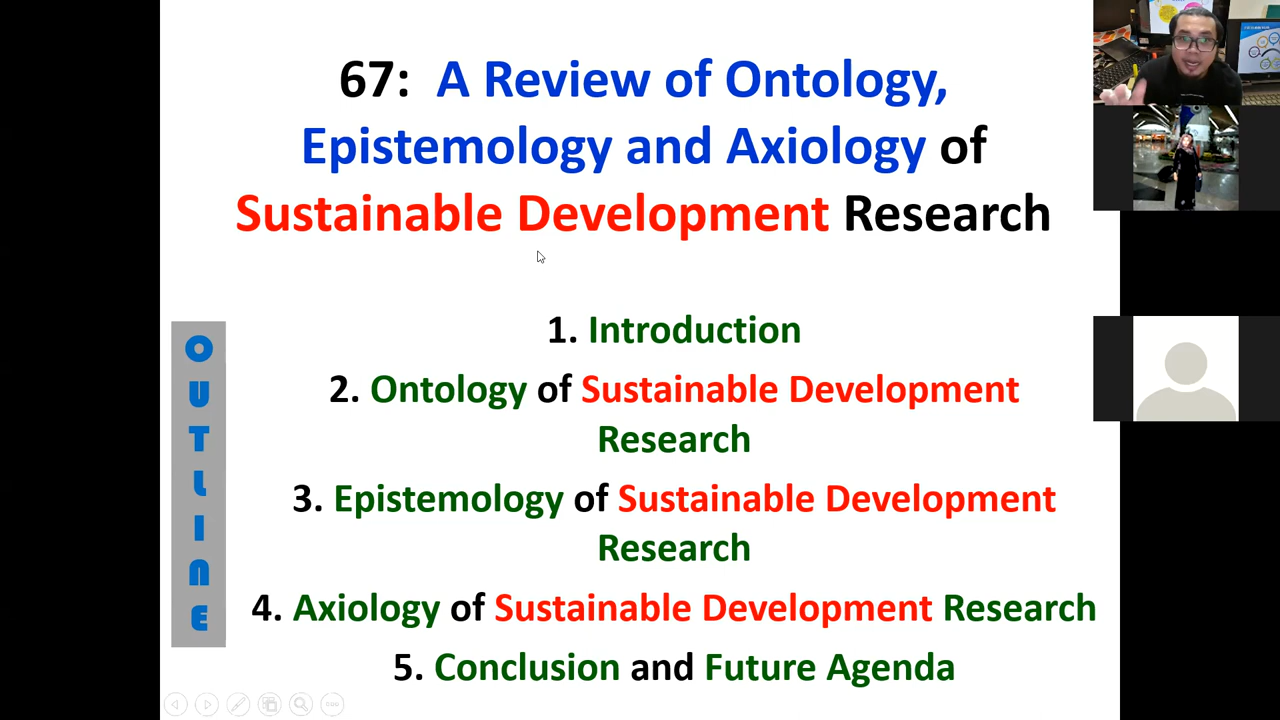 67: A Review of Ontology,
Epistemology and Axiology of
Sustainable Development Research
OUTLINE
1. Introduction
2. Ontology of Sustainable Development
Research
3. Epistemology of Sustainable Development
Research
4. Axiology of Sustainable Development Research
5. Conclusion and Future Agenda